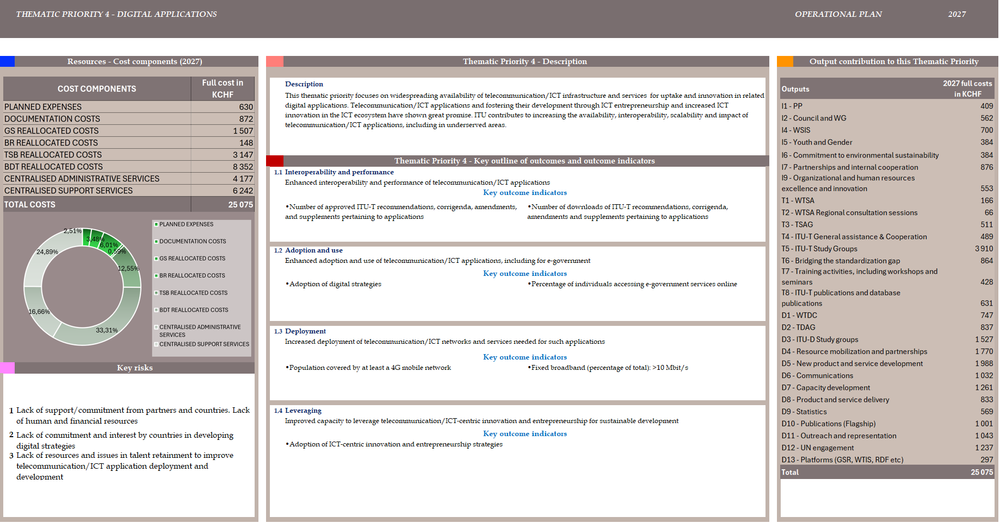 THEMATIC PRIORITY 4 - DIGITAL APPLICATIONS
OPERATIONAL PLAN
2027
Resources - Cost components (2027)
COST COMPONENTS
Full cost in
KCHF
PLANNED EXPENSES 630
DOCUMENTATION COSTS 872
GS REALLOCATED COSTS 1 507
BR REALLOCATED COSTS 148
TSB REALLOCATED COSTS 3 147
BDT REALLOCATED COSTS 8 352
CENTRALISED ADMINISTRATIVE SERVICES 4 177
CENTRALISED SUPPORT SERVICES 6 242
TOTAL COSTS 25 075
2,51%
3,48%
6,01%
0,59%
12,55%
33,31%
16,66%
24,89%
PLANNED EXPENSES
DOCUMENTATION COSTS
GS REALLOCATED COSTS
BR REALLOCATED COSTS
TSB REALLOCATED COSTS
BDT REALLOCATED COSTS
CENTRALISED ADMINISTRATIVE
SERVICES
CENTRALISED SUPPORT SERVICES
Key risks
1 Lack of support/commitment from partners and countries. Lack
of human and financial resources
2 Lack of commitment and interest by countries in developing
digital strategies
3 Lack of resources and issues in talent retainment to improve
telecommunication/ICT application deployment and
development
Thematic Priority 4 - Description
Description
This thematic priority focuses on widespreading availability of telecommunication/ICT infrastructure and services for uptake and innovation in related
digital applications. Telecommunication/ICT applications and fostering their development through ICT entrepreneurship and increased ICT
innovation in the ICT ecosystem have shown great promise. ITU contributes to increasing the availability, interoperability, scalability and impact of
telecommunication/ICT applications, including in underserved areas.
Thematic Priority 4 - Key outline of outcomes and outcome indicators
1,1 Interoperability and performance
Enhanced interoperability and performance of telecommunication/ICT applications
Key outcome indicators
•Number of approved ITU-T recommendations, corrigenda, amendments,
and supplements pertaining to applications
•Number of downloads of ITU-T recommendations, corrigenda,
amendments and supplements pertaining to applications
1,2 Adoption and use
Enhanced adoption and use of telecommunication/ICT applications, including for e-government
Key outcome indicators
•Adoption of digital strategies
•Percentage of individuals accessing e-government services online
1,3 Deployment
Increased deployment of telecommunication/ICT networks and services needed for such applications
Key outcome indicators
•Population covered by at least a 4G mobile network
•Fixed broadband (percentage of total): >10 Mbit/s
1,4 Leveraging
Improved capacity to leverage telecommunication/ICT-centric innovation and entrepreneurship for sustainable development
Key outcome indicators
•Adoption of ICT-centric innovation and entrepreneurship strategies
Output contribution to this Thematic Priority
Outputs
2027 full costs
in KCHF
I1 - PP 409
I2 - Council and WG 562
I4 - WSIS 700
I5 - Youth and Gender 384
I6 - Commitment to environmental sustainability 384
I7 - Partnerships and internal cooperation 876
I9 - Organizational and human resources
excellence and innovation 553
T1 - WTSA 166
T2 - WTSA Regional consultation sessions 66
T3 - TSAG 511
T4 - ITU-T General assistance & Cooperation 489
T5 - ITU-T Study Groups 3 910
T6 - Bridging the standardization gap 864
T7 - Training activities, including workshops and
seminars 428
T8 - ITU-T publications and database
publications 631
D1 - WTDC 747
D2 - TDAG 837
D3 - ITU-D Study groups 1 527
D4 - Resource mobilization and partnerships 1 770
D5 - New product and service development 1 988
D6 - Communications 1 032
D7 - Capacity development 1 261
D8 - Product and service delivery 833
D9 - Statistics 569
D10 - Publications (Flagship) 1 001
D11 - Outreach and representation 1 043
D12 - UN engagement 1 237
D13 - Platforms (GSR, WTIS, RDF etc) 297
Total 25 075